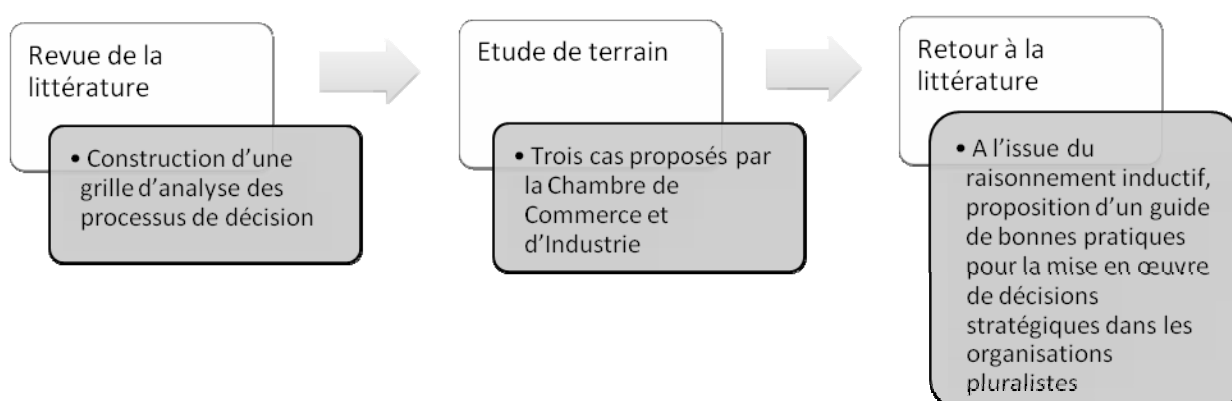 Revue de la
littérature
• Construction d'une
grille d'analyse des
processus de décision
Etude de terrain
• Trois cas proposés par
la Chambre de
Commerce et
d'Industrie
Retour à la
littérature
• A l'issue du
raisonnement inductif,
proposition d'un guide
de bonnes pratiques
pour la mise en œuvre
de décisions
stratégiques dans les
organisations
pluralistes